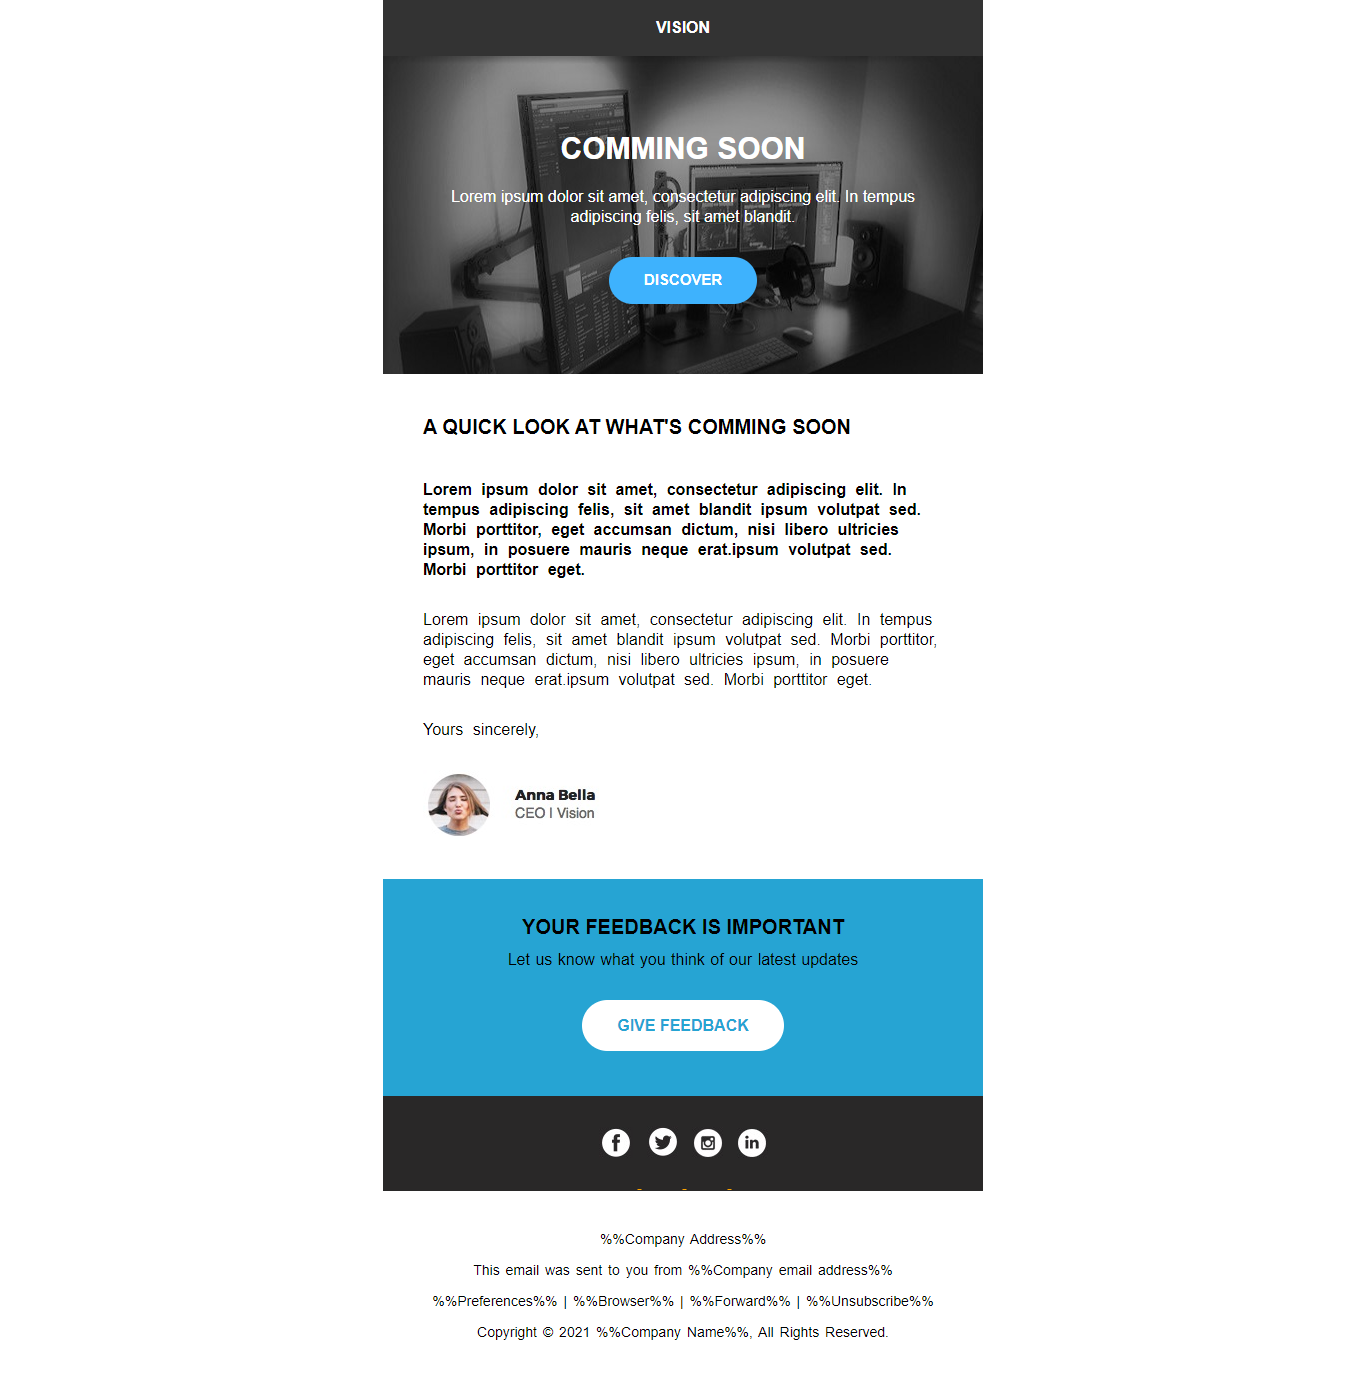 VISION
COMMING SOON
Lorem ipsum dolor sit amet, consectetur adipiscing elit. In tempus
adipiscing felis, sit amet blandit.
DISCOVER
A QUICK LOOK AT WHAT'S COMMING SOON
Lorem ipsum dolor sit amet, consectetur adipiscing elit. In
tempus adipiscing felis, sit amet blandit ipsum volutpat sed.
Morbi porttitor, eget accumsan dictum, nisi libero ultricies
ipsum, in posuere mauris neque erat.ipsum volutpat sed.
Morbi porttitor eget.
Lorem ipsum dolor sit amet, consectetur adipiscing elit. In tempus
adipiscing felis, sit amet blandit ipsum volutpat sed. Morbi porttitor,
eget accumsan dictum, nisi libero ultricies ipsum, in posuere
mauris neque erat.ipsum volutpat sed. Morbi porttitor eget.
Yours sincerely,
Anna Bella
CEO I Vision
YOUR FEEDBACK IS IMPORTANT
Let us know what you think of our latest updates
GIVE FEEDBACK
%%Company Address%%
This email was sent to you from %%Company email address%%
%%Preferences%% | %%Browser%% | %%Forward%% | %%Unsubscribe%%
Copyright © 2021 %%Company Name%%, All Rights Reserved.